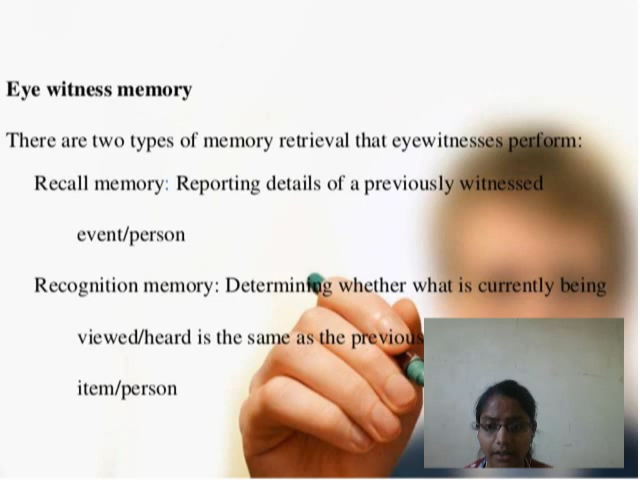 Eye witness memory
There are two types of memory retrieval that eyewitnesses perform:
Recall memory: Reporting details of a previously witnessed
event/person
Recognition memory: Determining whether what is currently being
viewed/heard is the same as the previous
item/person